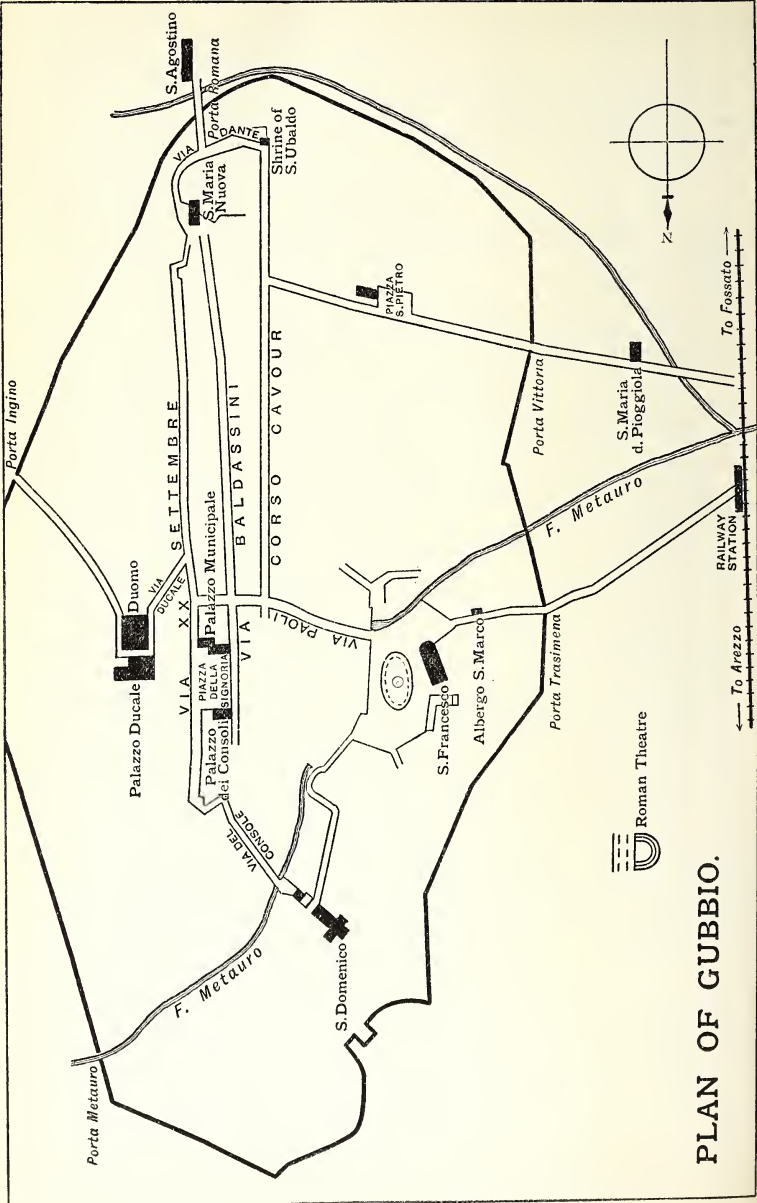 PLAN OF GUBBIO.
Porta Metauro
F. Metauro
S. Domenico
VIA DEL
CONSOLE
Palazzo Ducale
Duomo
VIA
DUCALE
Porta Ingino
VIA XX SETTEMBRE
Palazzo
dei Consoli
PIAZZA
DELLA
SIGNORIA
Palazzo Municipale
VIA BALDASSINI
CORSO CAVOUR
VIA PAOLI
S. Maria
Nuova
VIA DANTE
Porta Romana
S. Agostino
Shrine of
S. Ubaldo
PIAZZA
S. PIETRO
S. Francesco
Albergo S. Marco
Porta Trasimena
F. Metauro
Porta Vittoria
S. Maria
d. Pioggiola
Roman Theatre
RAILWAY
STATION
To Arezzo
To Fossato
N